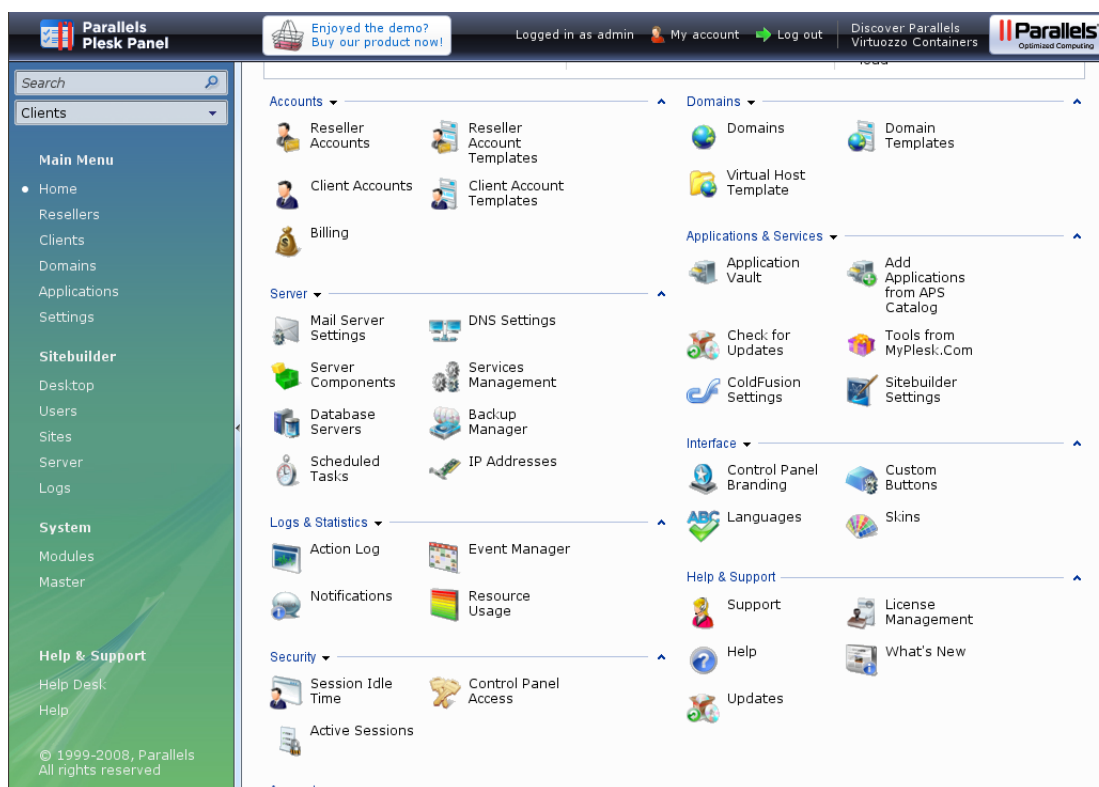 Parallels
Plesk Panel
Enjoyed the demo?
Buy our product now!
Logged in as admin
My account
Log out
Discover Parallels
Virtuozzo Containers
Parallels
Optimized Computing
Search
Clients
Main Menu
Home
Resellers
Clients
Domains
Applications
Settings
Sitebuilder
Desktop
Users
Sites
Server
Logs
System
Modules
Master
Help & Support
Help Desk
Help
© 1999-2008, Parallels
All rights reserved
Accounts
Reseller
Accounts
Reseller
Account
Templates
Client Accounts
Client Account
Templates
Billing
Server
Mail Server
Settings
DNS Settings
Server
Components
Services
Management
Database
Servers
Backup
Manager
Scheduled
Tasks
IP Addresses
Logs & Statistics
Action Log
Event Manager
Notifications
Resource
Usage
Security
Session Idle
Time
Control Panel
Access
Active Sessions
Domains
Domains
Domain
Templates
Virtual Host
Template
Applications & Services
Application
Vault
Add
Applications
from APS
Catalog
Check for
Updates
Tools from
MyPlesk.Com
ColdFusion
Settings
Sitebuilder
Settings
Interface
Control Panel
Branding
Custom
Buttons
ABC
Languages
Skins
Help & Support
Support
License
Management
Help
What's New
Updates